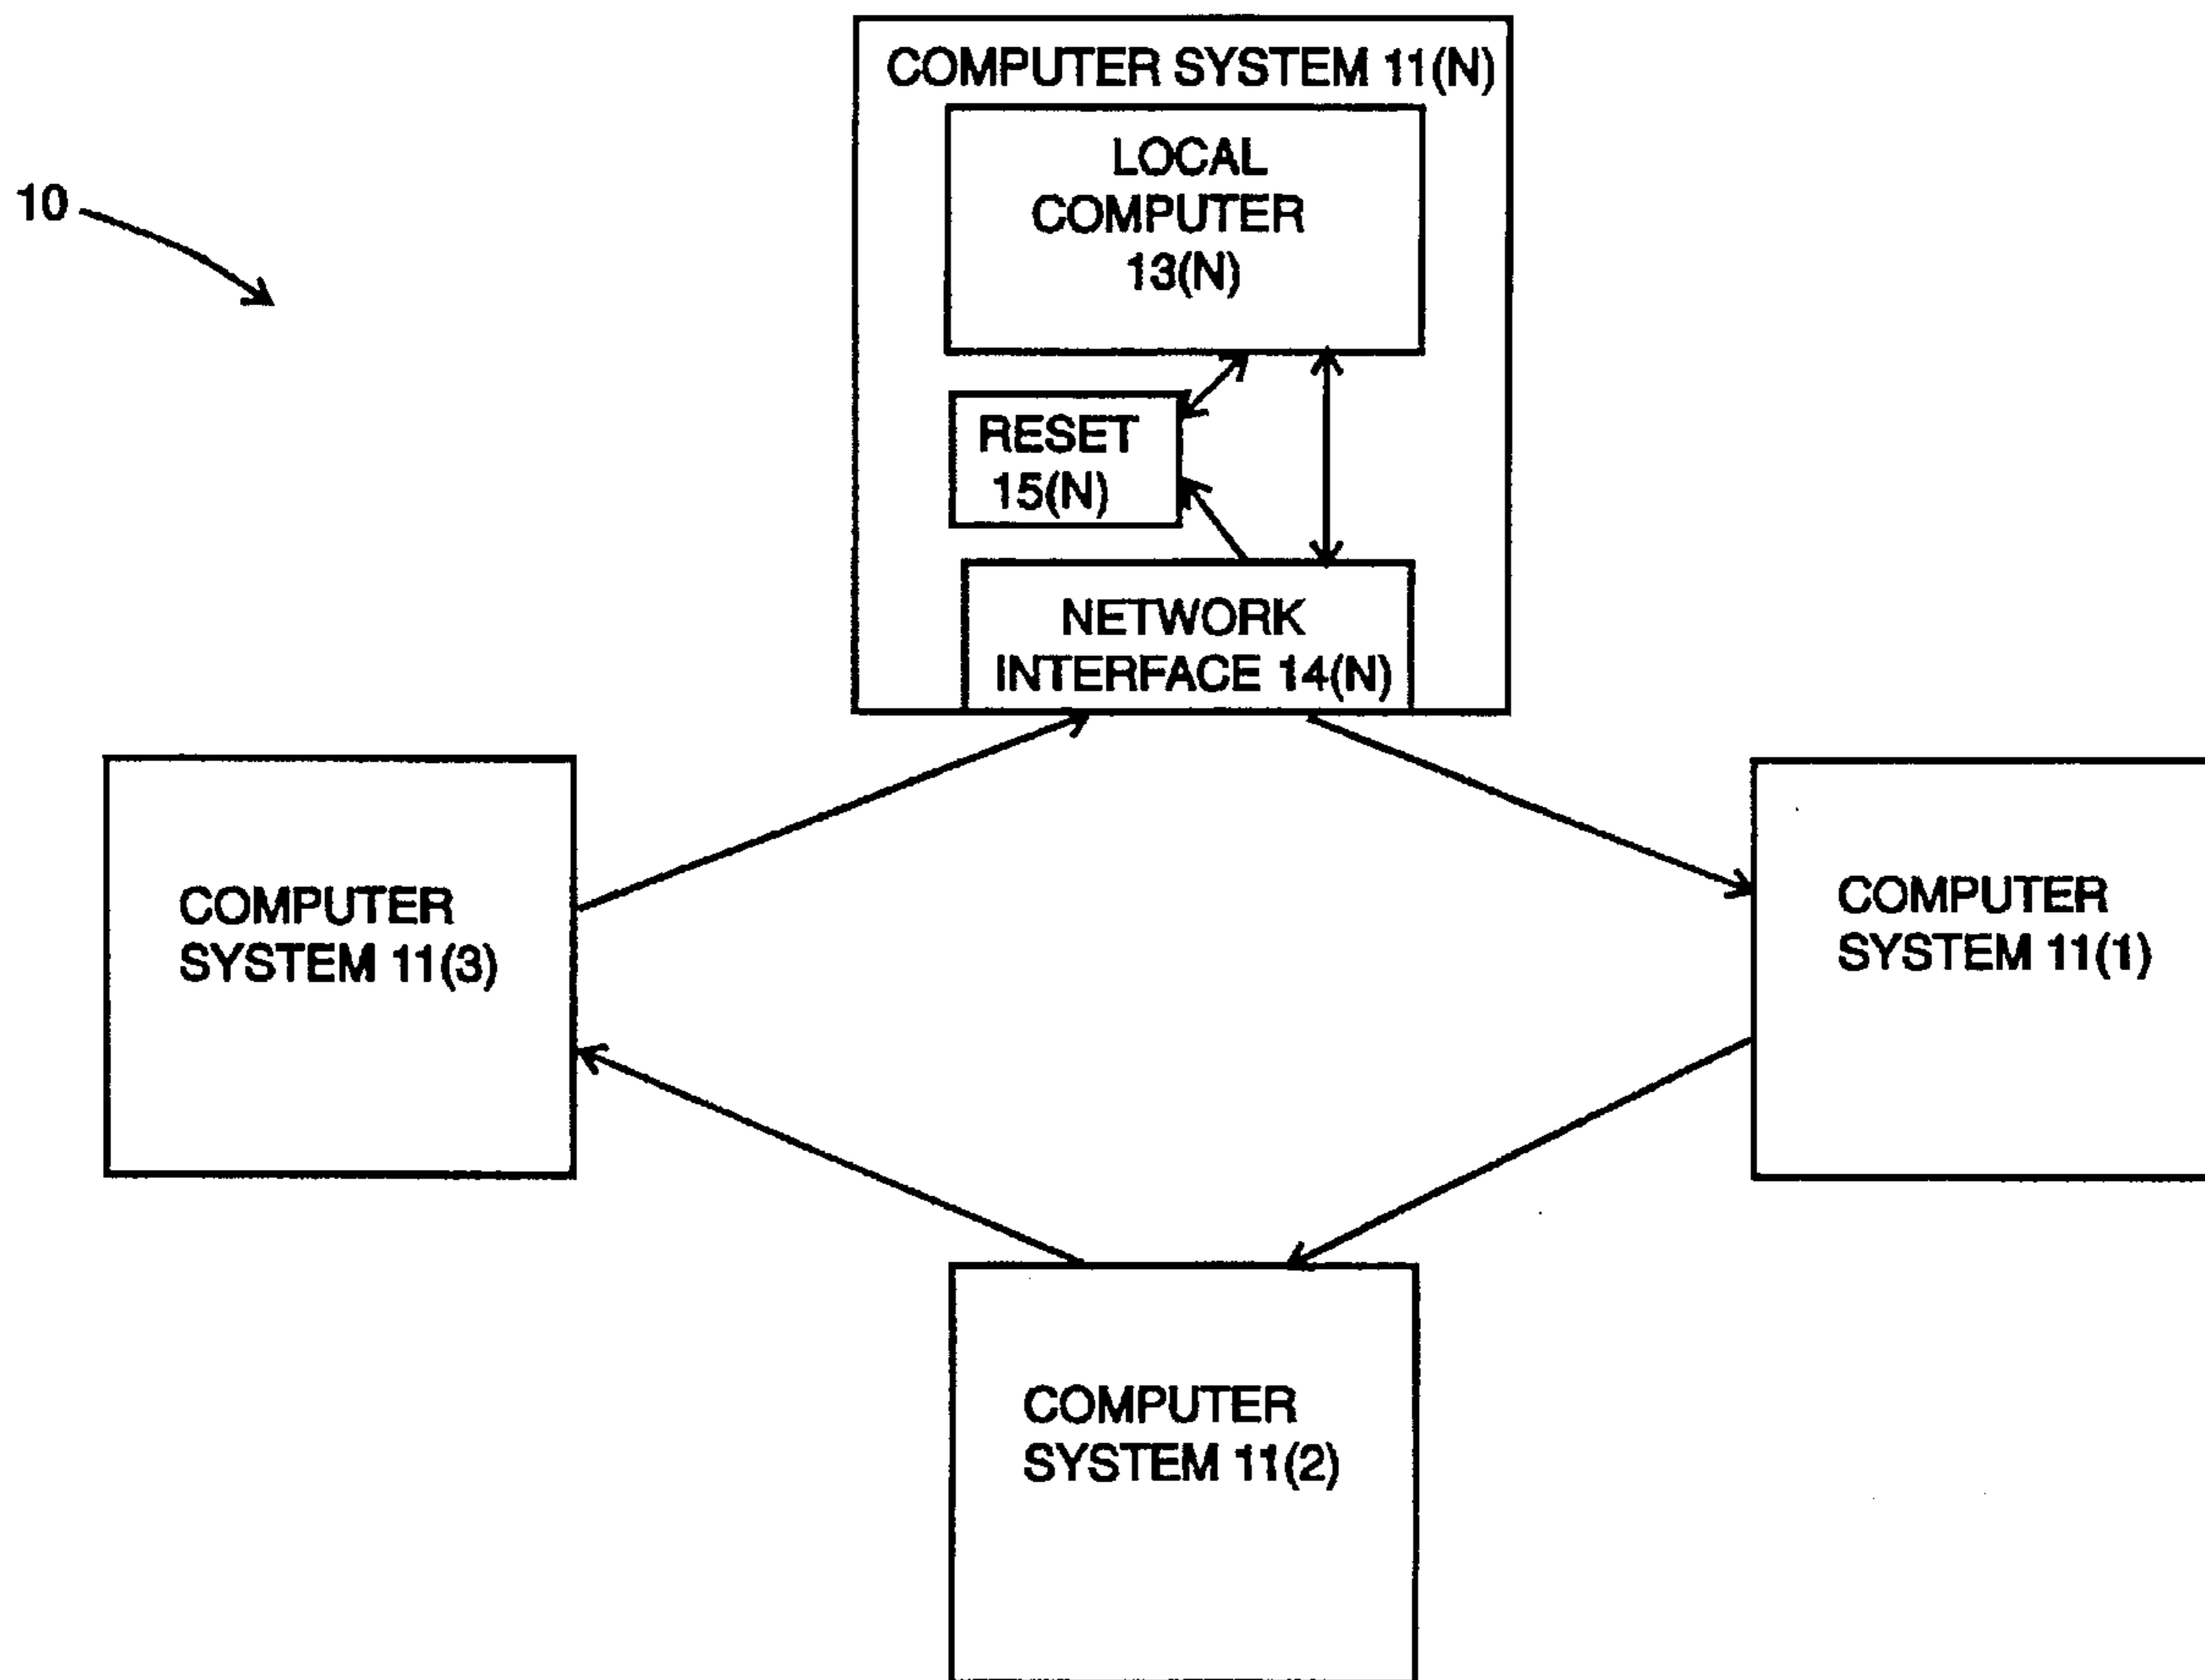 COMPUTER SYSTEM 11(N)
LOCAL
COMPUTER
13(N)
10
RESET
15(N)
NETWORK
INTERFACE 14(N)
COMPUTER
SYSTEM 11(3)
COMPUTER
SYSTEM 11(1)
COMPUTER
SYSTEM 11(2)